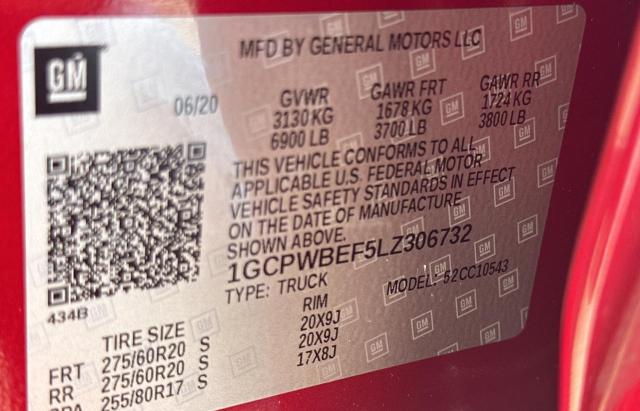 GM
MFD BY GENERAL MOTORS LLC
06/20
GVWR GAWR FRT GAWR RR
3130 KG 1678 KG 1724 KG
6900 LB 3700 LB 3800 LB
THIS VEHICLE CONFORMS TO ALL
APPLICABLE U.S. FEDERAL MOTOR
VEHICLE SAFETY STANDARDS IN EFFECT
ON THE DATE OF MANUFACTURE
SHOWN ABOVE.
1GCPWBEF5LZ306732
TYPE: TRUCK MODEL: 52CC10543
434B
TIRE SIZE RIM
FRT 275/60R20 S 20X9J
RR 275/60R20 S 20X9J
255/80R17 S 17X8J